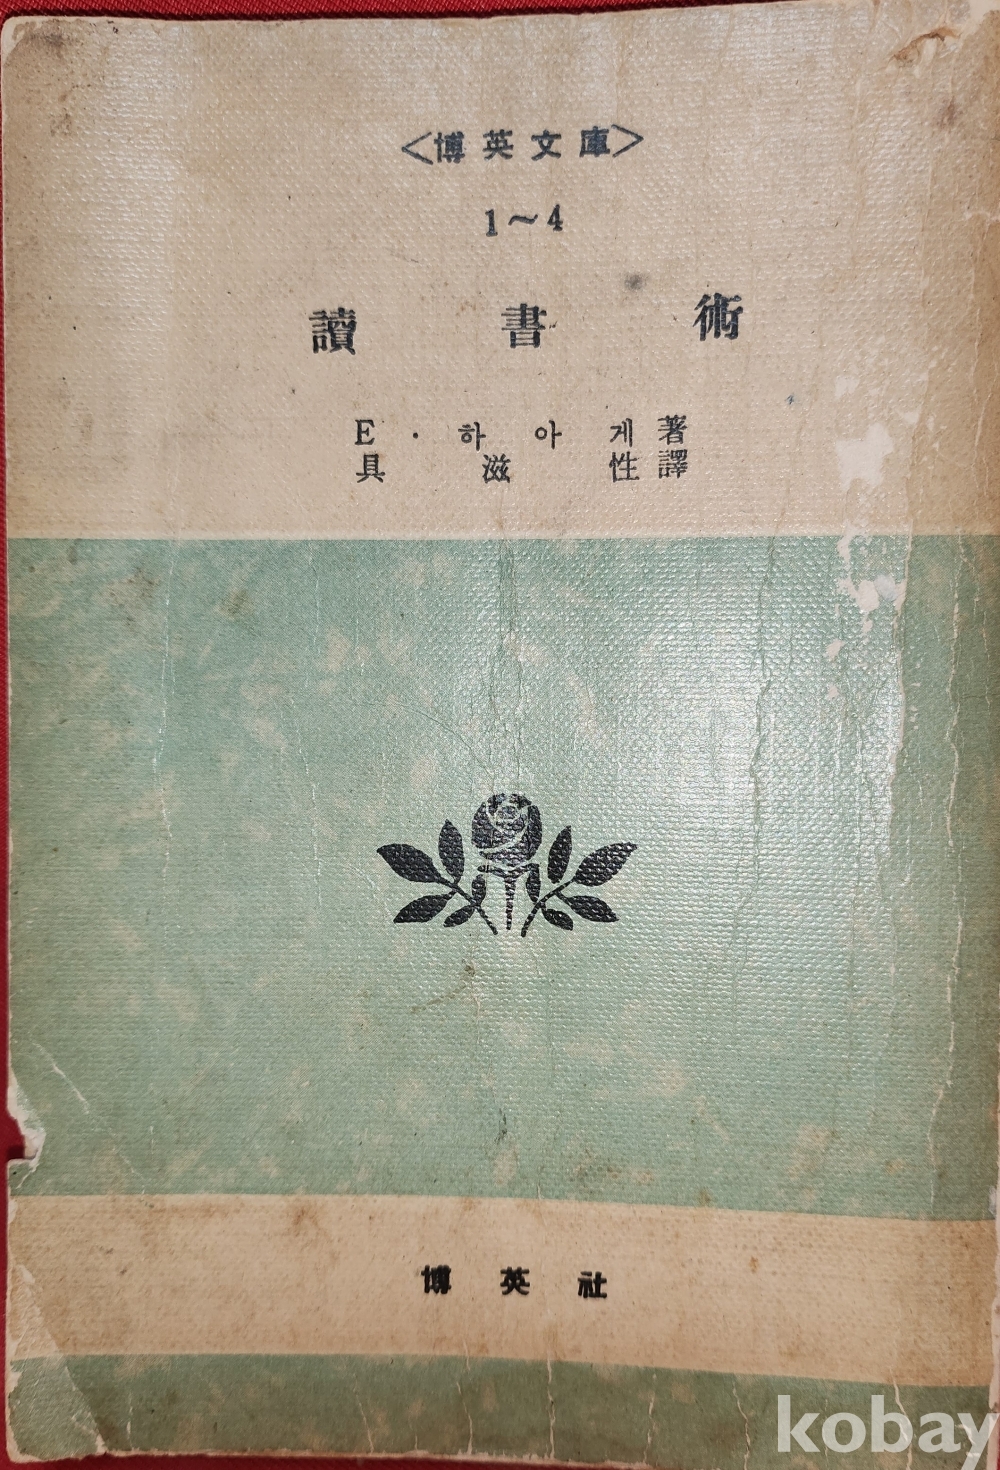 <博英文庫>
1～4
讀書術
E·하아게 著
具滋性 譯
博英社
kobay